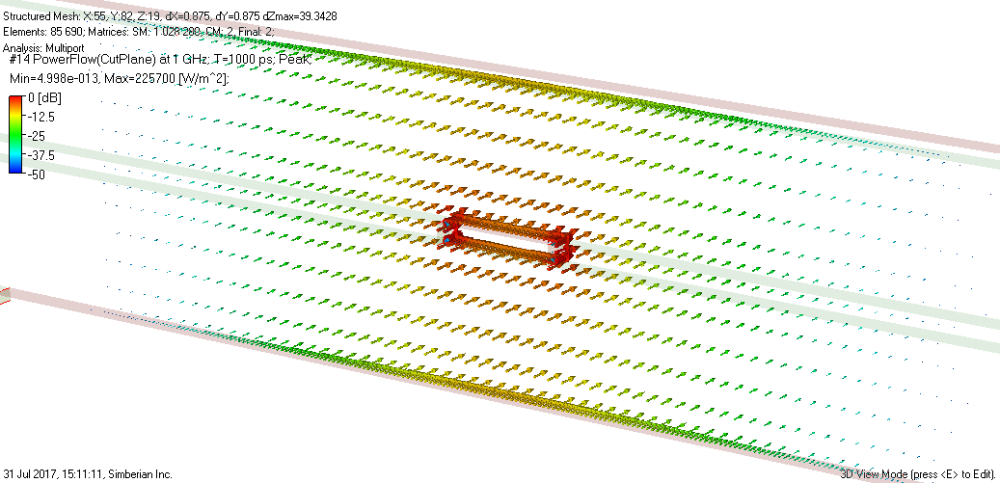 Structured Mesh: X:55, Y:82, Z:19, dX=0.875, dY=0.875 dZmax=39.3428
Elements: 85 690; Matrices: SM: 1 028 280, CM: 2, Final: 2;
Analysis: Multiport
#14 PowerFlow(CutPlane) at 1 GHz; T=1000 ps; Peak;
Min=4.998e-013, Max=225700 [W/m^2];
0 [dB]
-12.5
-25
-37.5
-50
31 Jul 2017, 15:11:11, Simberian Inc.
3D View Mode (press <E> to Edit).